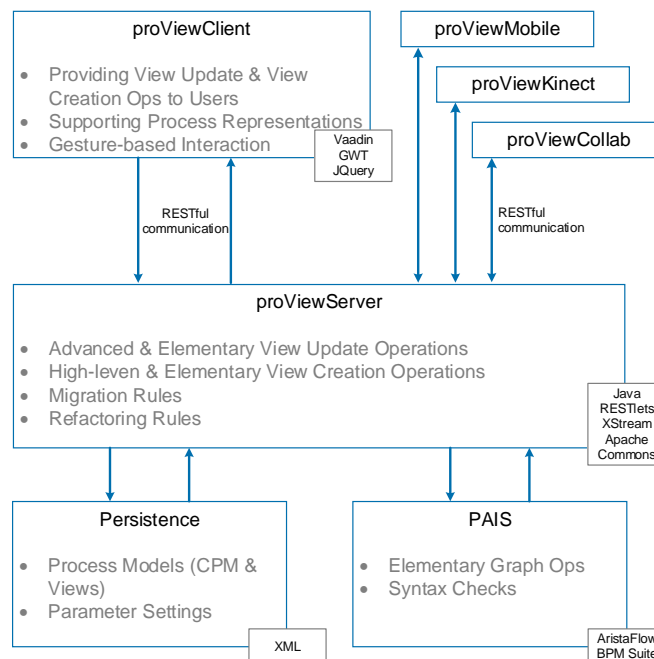 proViewClient
• Providing View Update & View
Creation Ops to Users
• Supporting Process Representations
• Gesture-based Interaction
Vaadin
GWT
JQuery
proViewMobile
proViewKinect
proViewCollab
RESTful
communication
RESTful
communication
proViewServer
• Advanced & Elementary View Update Operations
• High-leven & Elementary View Creation Operations
• Migration Rules
• Refactoring Rules
Java
RESTlets
XStream
Apache
Commons
Persistence
• Process Models (CPM &
Views)
• Parameter Settings
XML
PAIS
• Elementary Graph Ops
• Syntax Checks
AristaFlow
BPM Suite